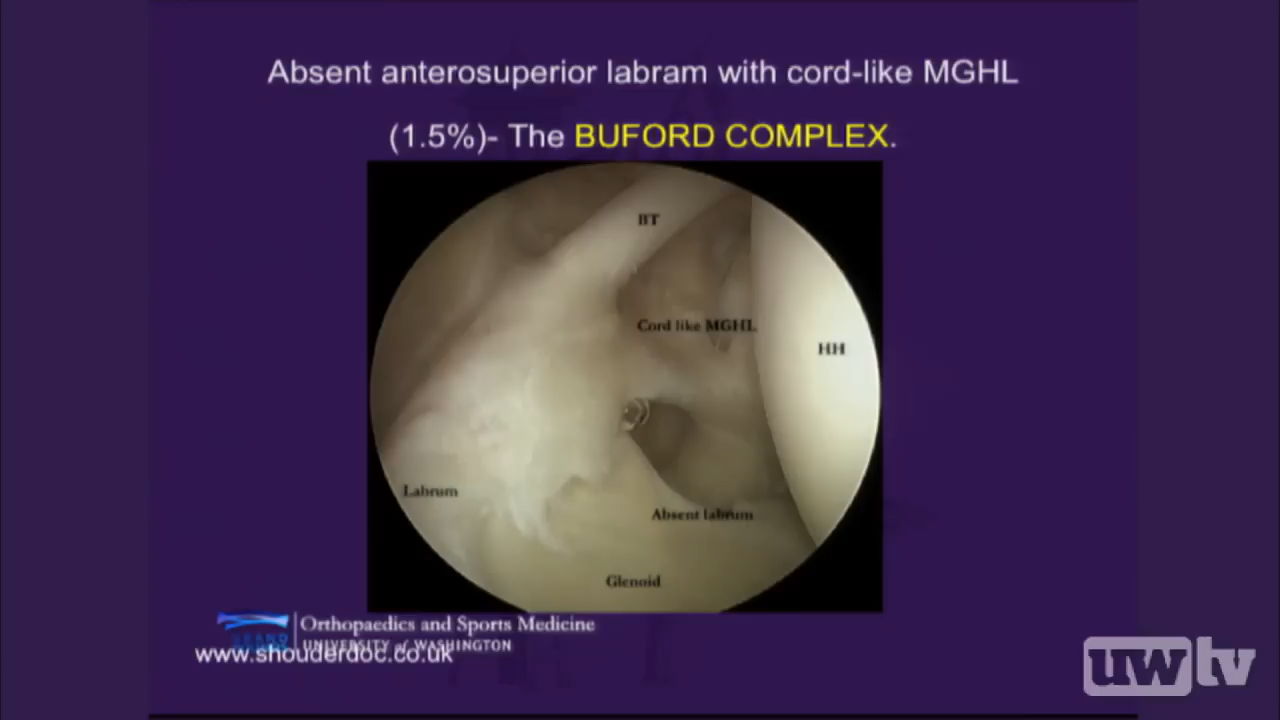 Absent anterosuperior labram with cord-like MGHL
(1.5%)- The BUFORD COMPLEX.
BT
Cord like MGHL
HH
Labrum
Absent labrum
Glenoid
Orthopaedics and Sports Medicine
UNIVERSITY of WASHINGTON
www.shouderdoc.co.uk
uwtv